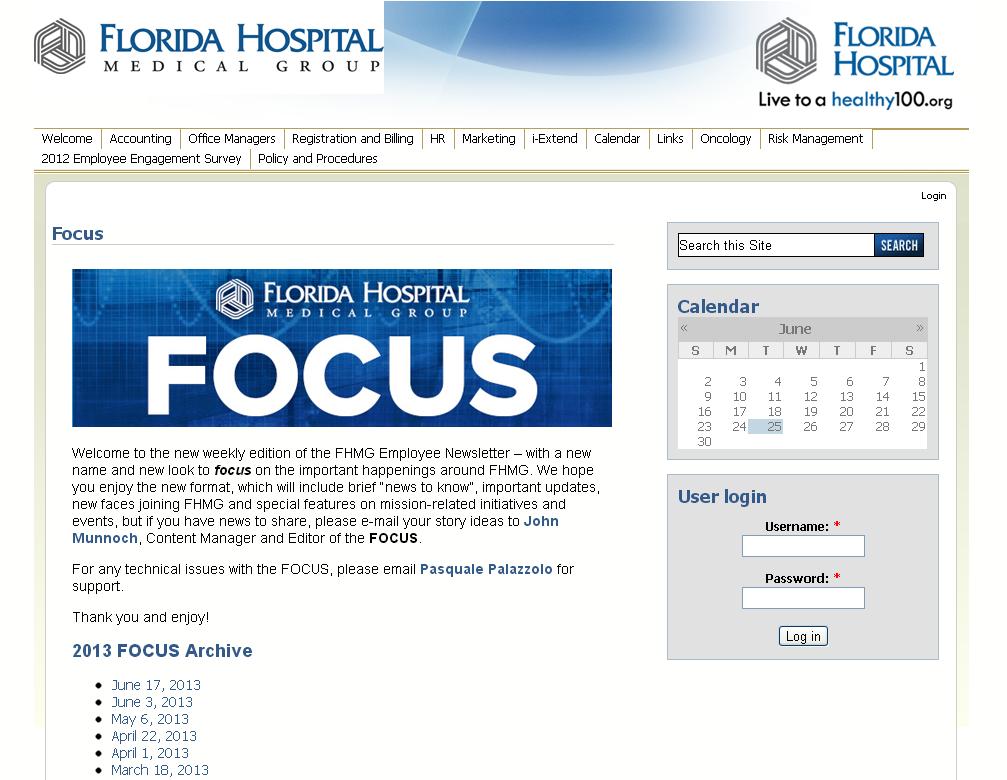 FLORIDA HOSPITAL
MEDICAL GROUP
FLORIDA
HOSPITAL
Live to a healthy100.org
Welcome Accounting Office Managers Registration and Billing HR Marketing i-Extend Calendar Links Oncology Risk Management
2012 Employee Engagement Survey Policy and Procedures
Login
Focus
FLORIDA HOSPITAL
MEDICAL GROUP
FOCUS
Welcome to the new weekly edition of the FHMG Employee Newsletter – with a new
name and new look to focus on the important happenings around FHMG. We hope
you enjoy the new format, which will include brief "news to know", important updates,
new faces joining FHMG and special features on mission-related initiatives and
events, but if you have news to share, please e-mail your story ideas to John
Munnoch, Content Manager and Editor of the FOCUS.
For any technical issues with the FOCUS, please email Pasquale Palazzolo for
support.
Thank you and enjoy!
2013 FOCUS Archive
• June 17, 2013
• June 3, 2013
• May 6, 2013
• April 22, 2013
• April 1, 2013
• March 18, 2013
Search this Site SEARCH
Calendar
« June »
S M T W T F S
1
2 3 4 5 6 7 8
9 10 11 12 13 14 15
16 17 18 19 20 21 22
23 24 25 26 27 28 29
30
User login
Username: *
Password: *
Log in